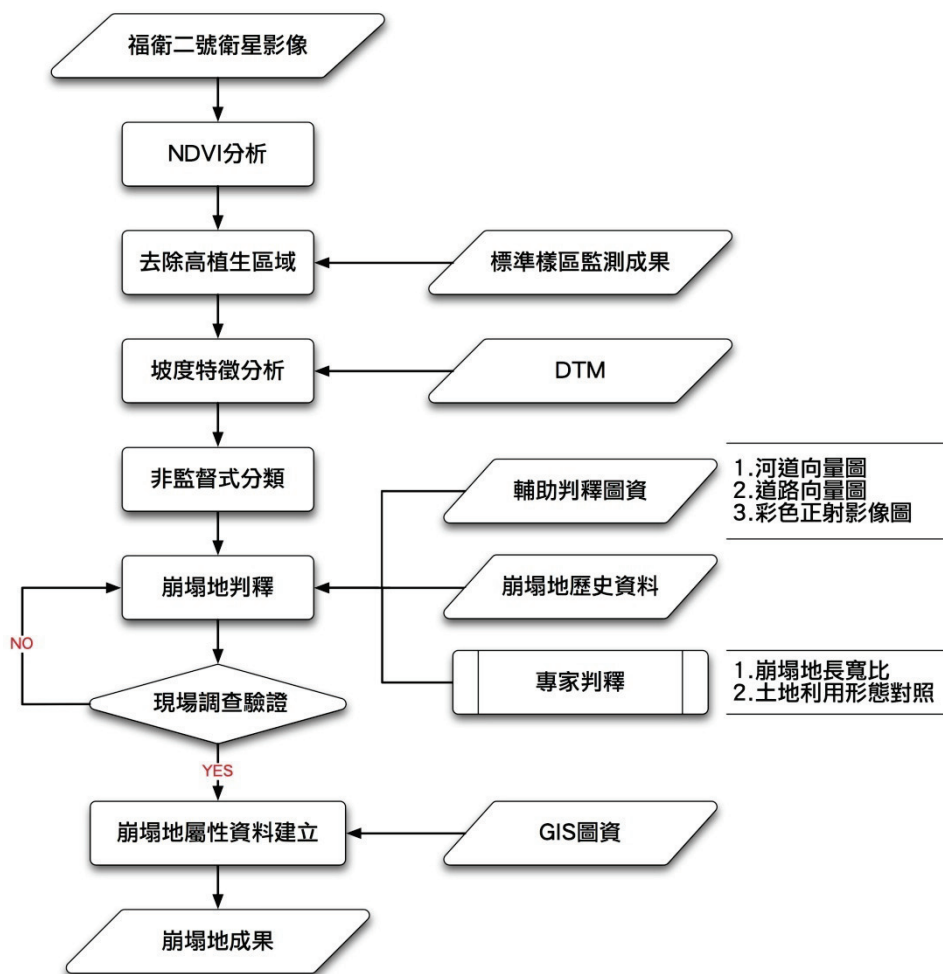 福衛二號衛星影像
NDVI分析
去除高植生區域
標準樣區監測成果
坡度特徵分析
DTM
非監督式分類
輔助判釋圖資
1.河道向量圖
2.道路向量圖
3.彩色正射影像圖
崩塌地判釋
崩塌地歷史資料
NO
專家判釋
1.崩塌地長寬比
2.土地利用形態對照
現場調查驗證
YES
崩塌地屬性資料建立
GIS圖資
崩塌地成果